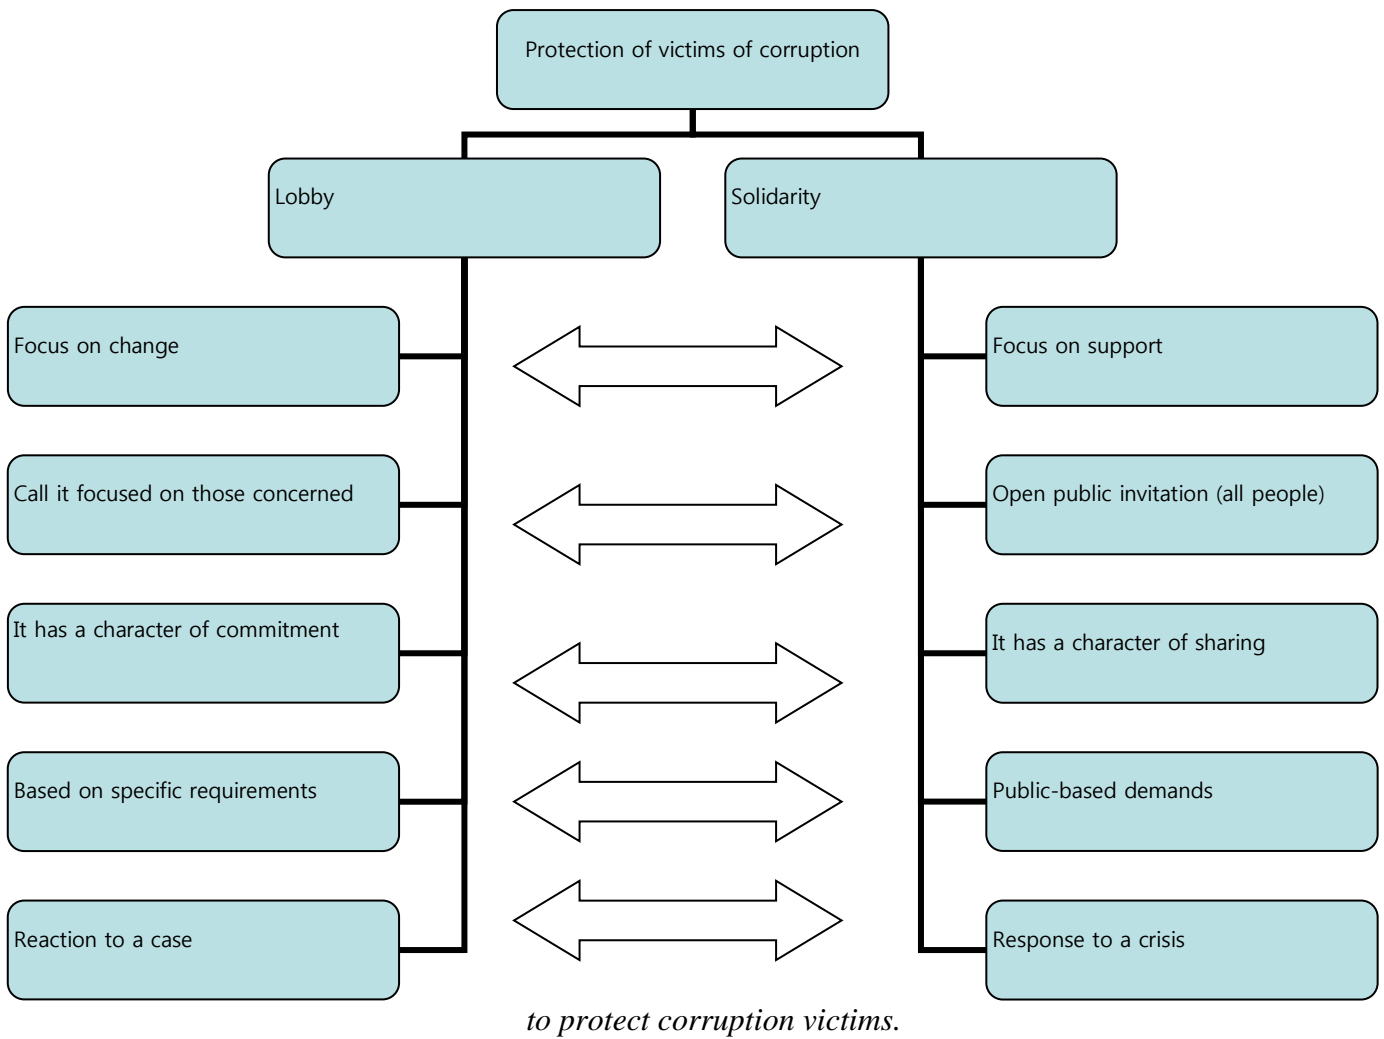 Protection of victims of corruption
Lobby
Solidarity
Focus on change
Focus on support
Call it focused on those concerned
Open public invitation (all people)
It has a character of commitment
It has a character of sharing
Based on specific requirements
Public-based demands
Reaction to a case
Response to a crisis
to protect corruption victims.